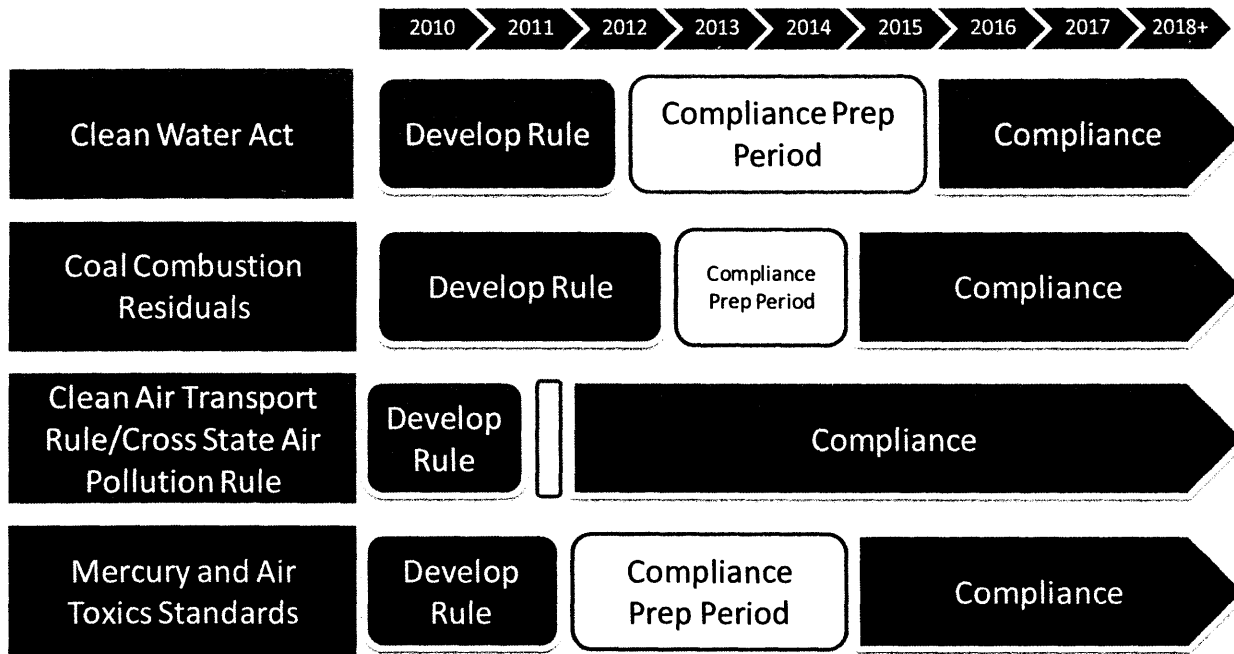 2010 2011 2012 2013 2014 2015 2016 2017 2018+
Clean Water Act
Develop Rule
Compliance Prep
Period
Compliance
Coal Combustion
Residuals
Develop Rule
Compliance
Prep Period
Compliance
Clean Air Transport
Rule/Cross State Air
Pollution Rule
Develop
Rule
Compliance
Mercury and Air
Toxics Standards
Develop
Rule
Compliance
Prep Period
Compliance